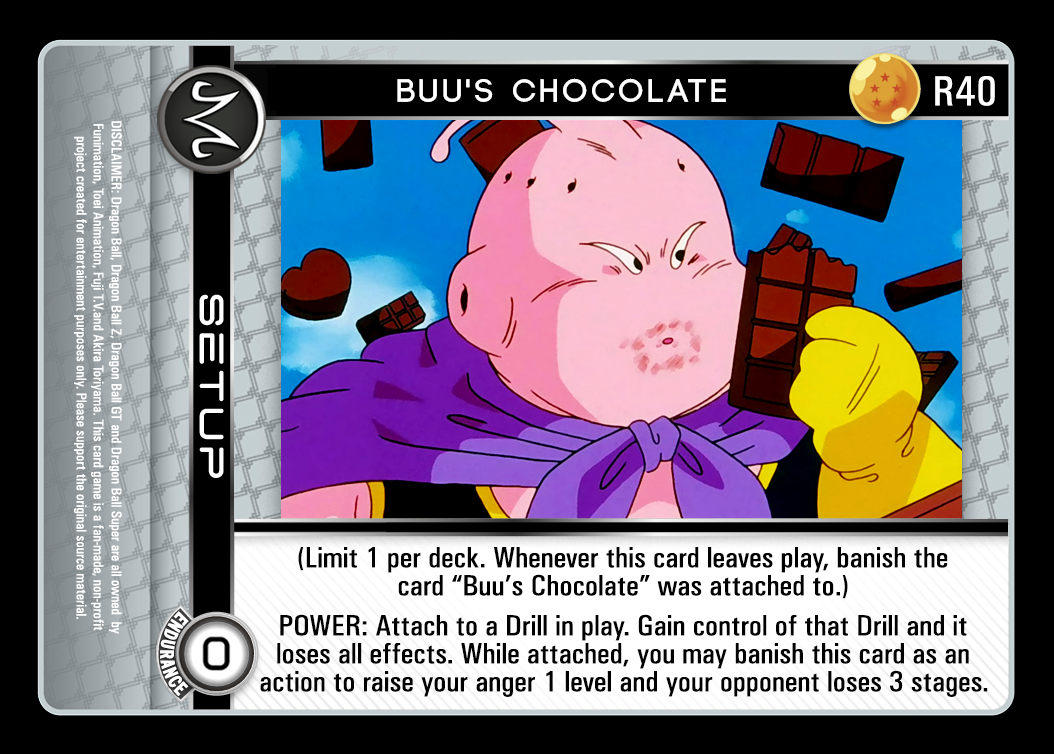 BUU'S CHOCOLATE
R40
M
SETUP
DISCLAIMER: Dragon Ball, Dragon Ball Z, Dragon Ball GT and Dragon Ball Super are all owned by
Funimation, Toei Animation, Fuji T.V.and Akira Toriyama. This card game is a fan-made, non-profit
project created for entertainment purposes only. Please support the original source material.
(Limit 1 per deck. Whenever this card leaves play, banish the
card “Buu’s Chocolate” was attached to.)
POWER: Attach to a Drill in play. Gain control of that Drill and it
loses all effects. While attached, you may banish this card as an
action to raise your anger 1 level and your opponent loses 3 stages.
ENDURANCE
0